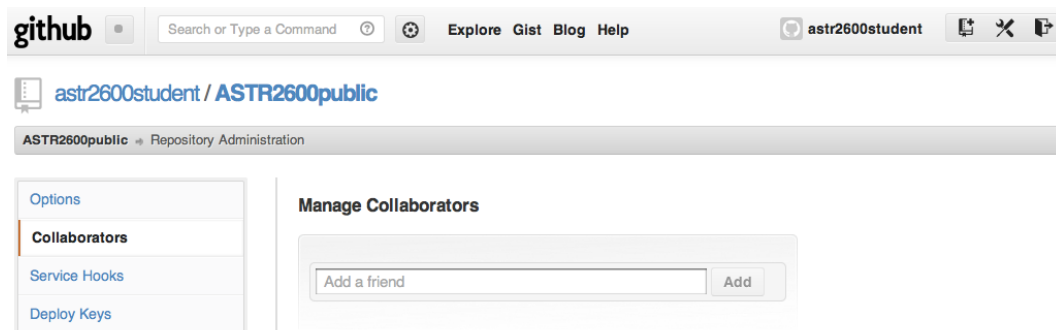 github Search or Type a Command Explore Gist Blog Help astr2600student
astr2600student / ASTR2600public
ASTR2600public → Repository Administration
Options
Collaborators
Service Hooks
Deploy Keys
Manage Collaborators
Add a friend Add